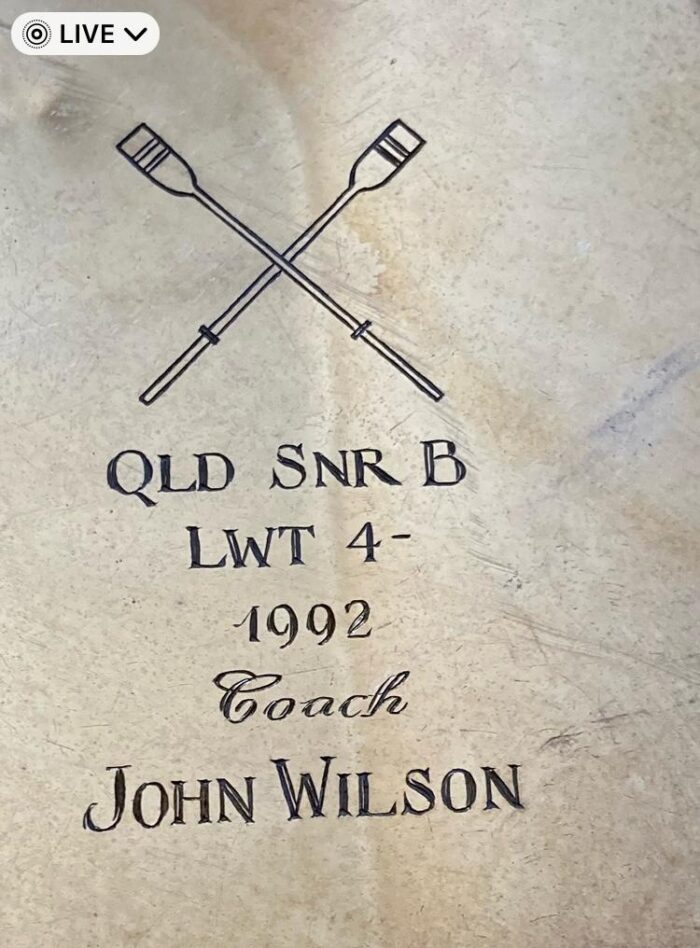 LIVE
QLD SNR B
LWT 4-
1992
Coach
JOHN WILSON